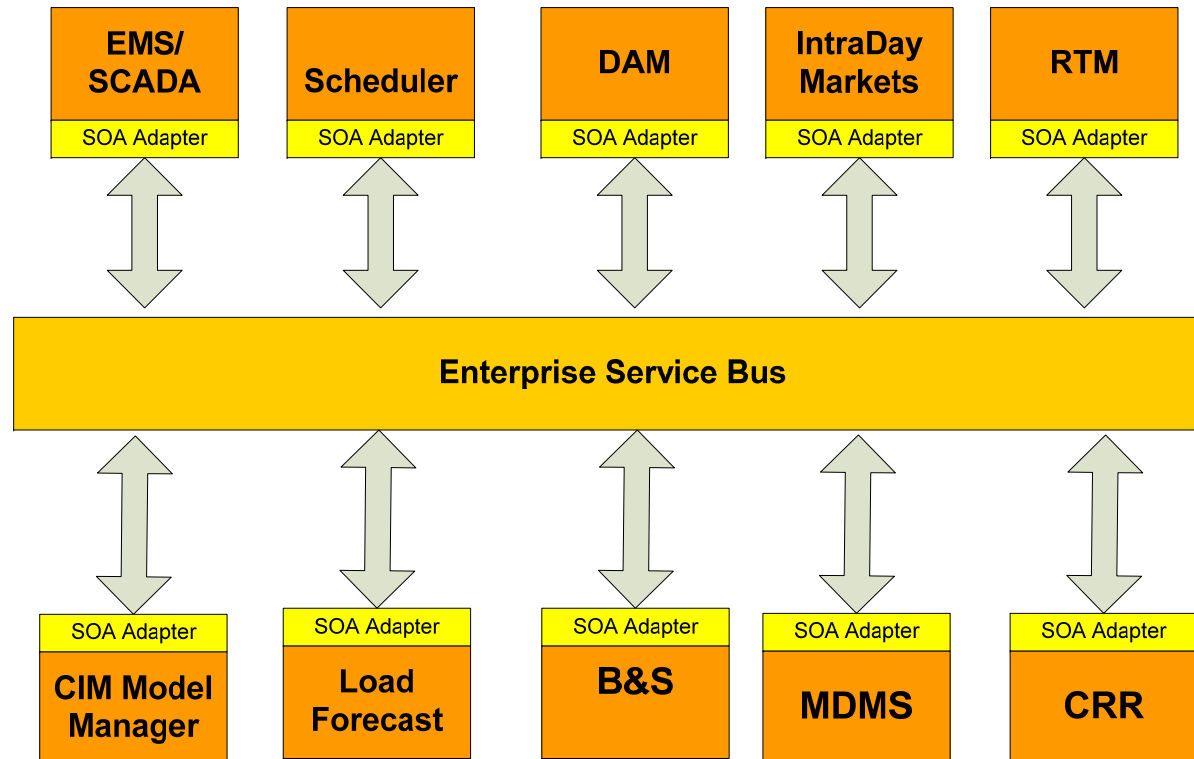 EMS/
SCADA
SOA Adapter
Scheduler
SOA Adapter
DAM
SOA Adapter
IntraDay
Markets
SOA Adapter
RTM
SOA Adapter
Enterprise Service Bus
SOA Adapter
CIM Model
Manager
SOA Adapter
Load
Forecast
SOA Adapter
B&S
SOA Adapter
MDMS
SOA Adapter
CRR